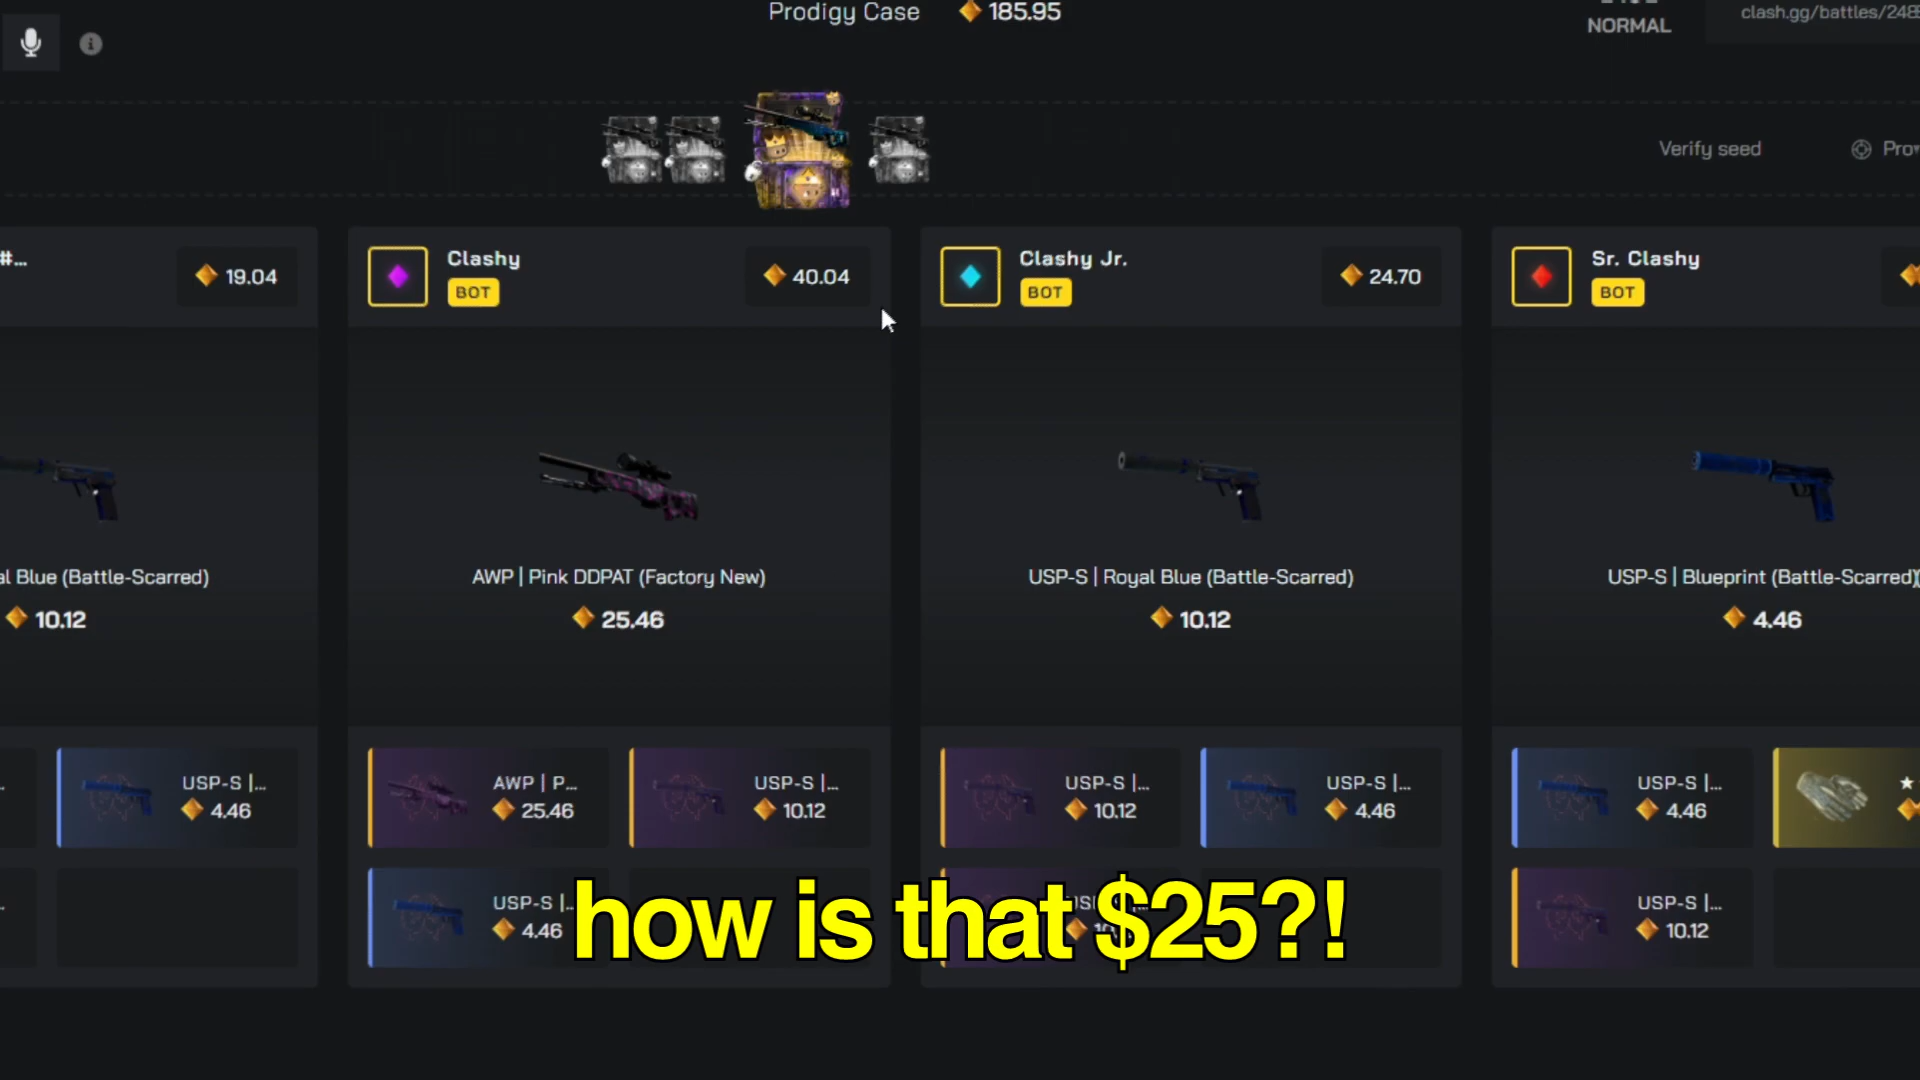 Prodigy Case 185.95
NORMAL
clash.gg/battles/248
Verify seed
#...
19.04
Clashy
BOT
40.04
Clashy Jr.
BOT
24.70
Sr. Clashy
BOT
Blue (Battle-Scarred)
10.12
AWP | Pink DDPAT (Factory New)
25.46
USP-S | Royal Blue (Battle-Scarred)
10.12
USP-S | Blueprint (Battle-Scarred)
4.46
USP-S |...
4.46
AWP | P...
25.46
USP-S |...
10.12
USP-S |...
10.12
USP-S |...
4.46
USP-S |...
4.46
★
USP-S |...
4.46
USP-S |...
10.12
how is that $25?!